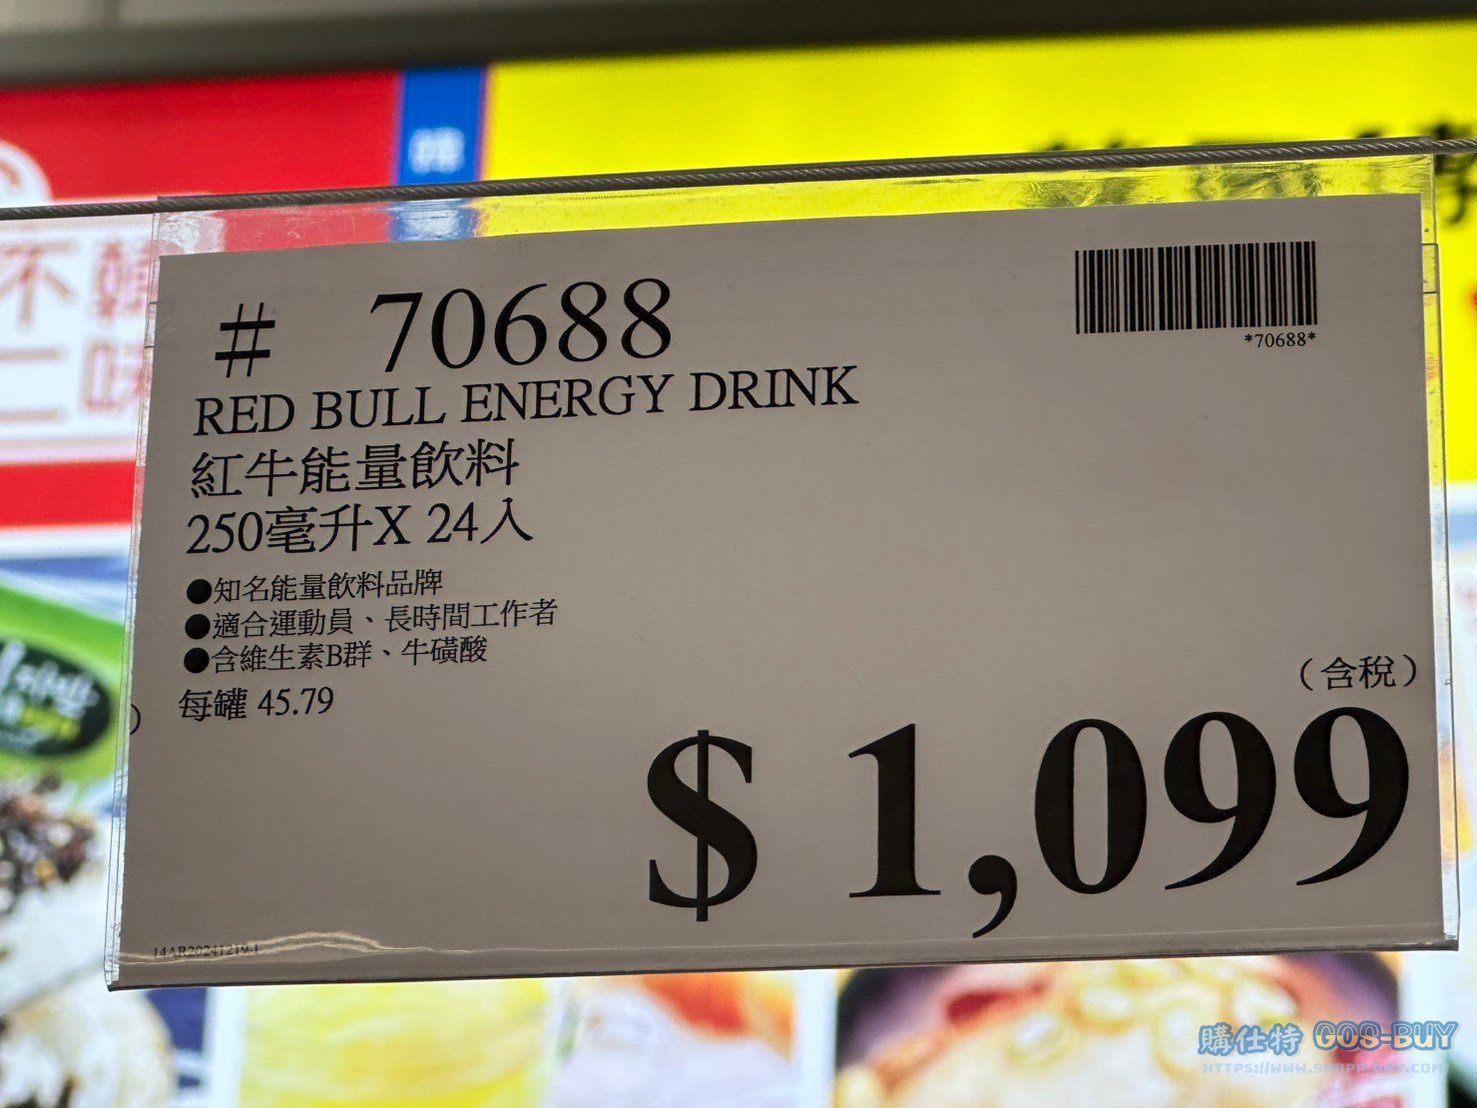 # 70688
*70688*
RED BULL ENERGY DRINK
紅牛能量飲料
250毫升X 24入
●知名能量飲料品牌
●適合運動員、長時間工作者
●含維生素B群、牛磺酸
每罐 45.79
（含稅）
$ 1,099
14AR20241219-1
購仕特 GOS-BUY